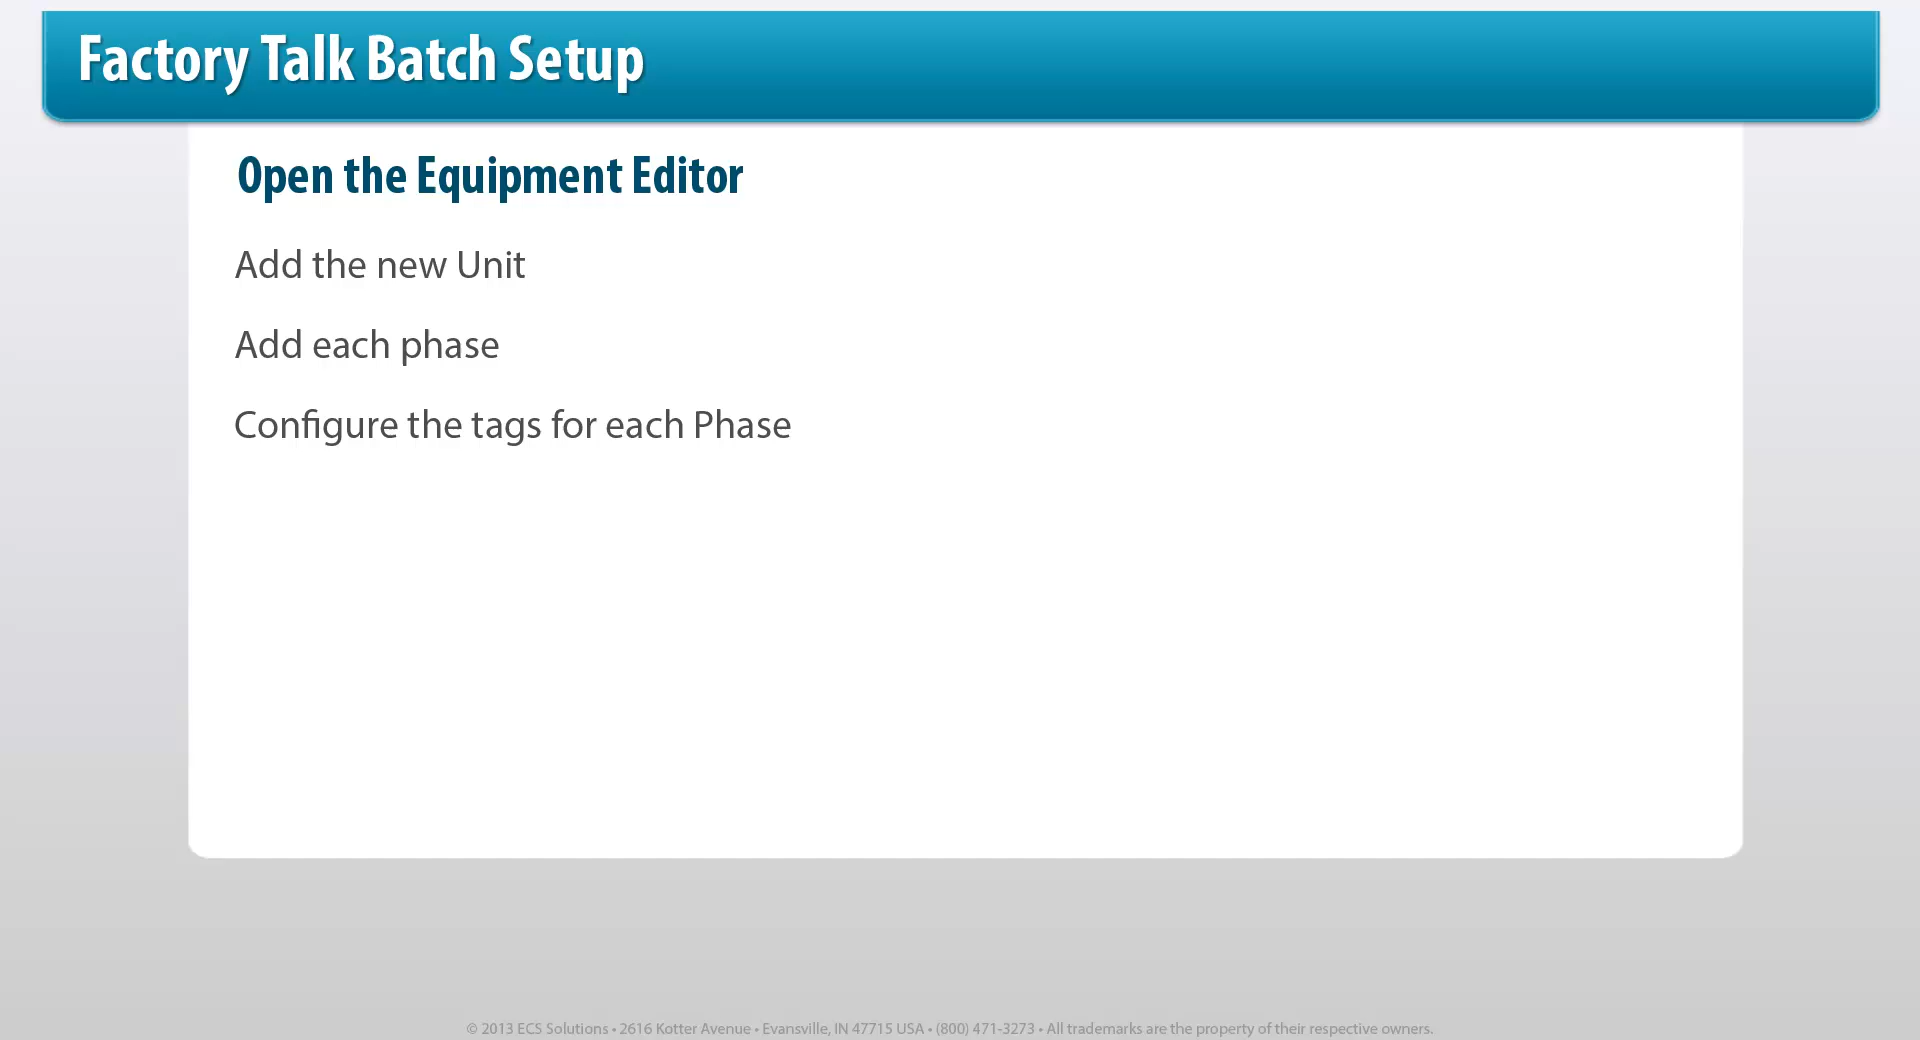 Factory Talk Batch Setup
Open the Equipment Editor
Add the new Unit
Add each phase
Configure the tags for each Phase
© 2013 ECS Solutions • 2616 Kotter Avenue • Evansville, IN 47715 USA • (800) 471-3273 • All trademarks are the property of their respective owners.